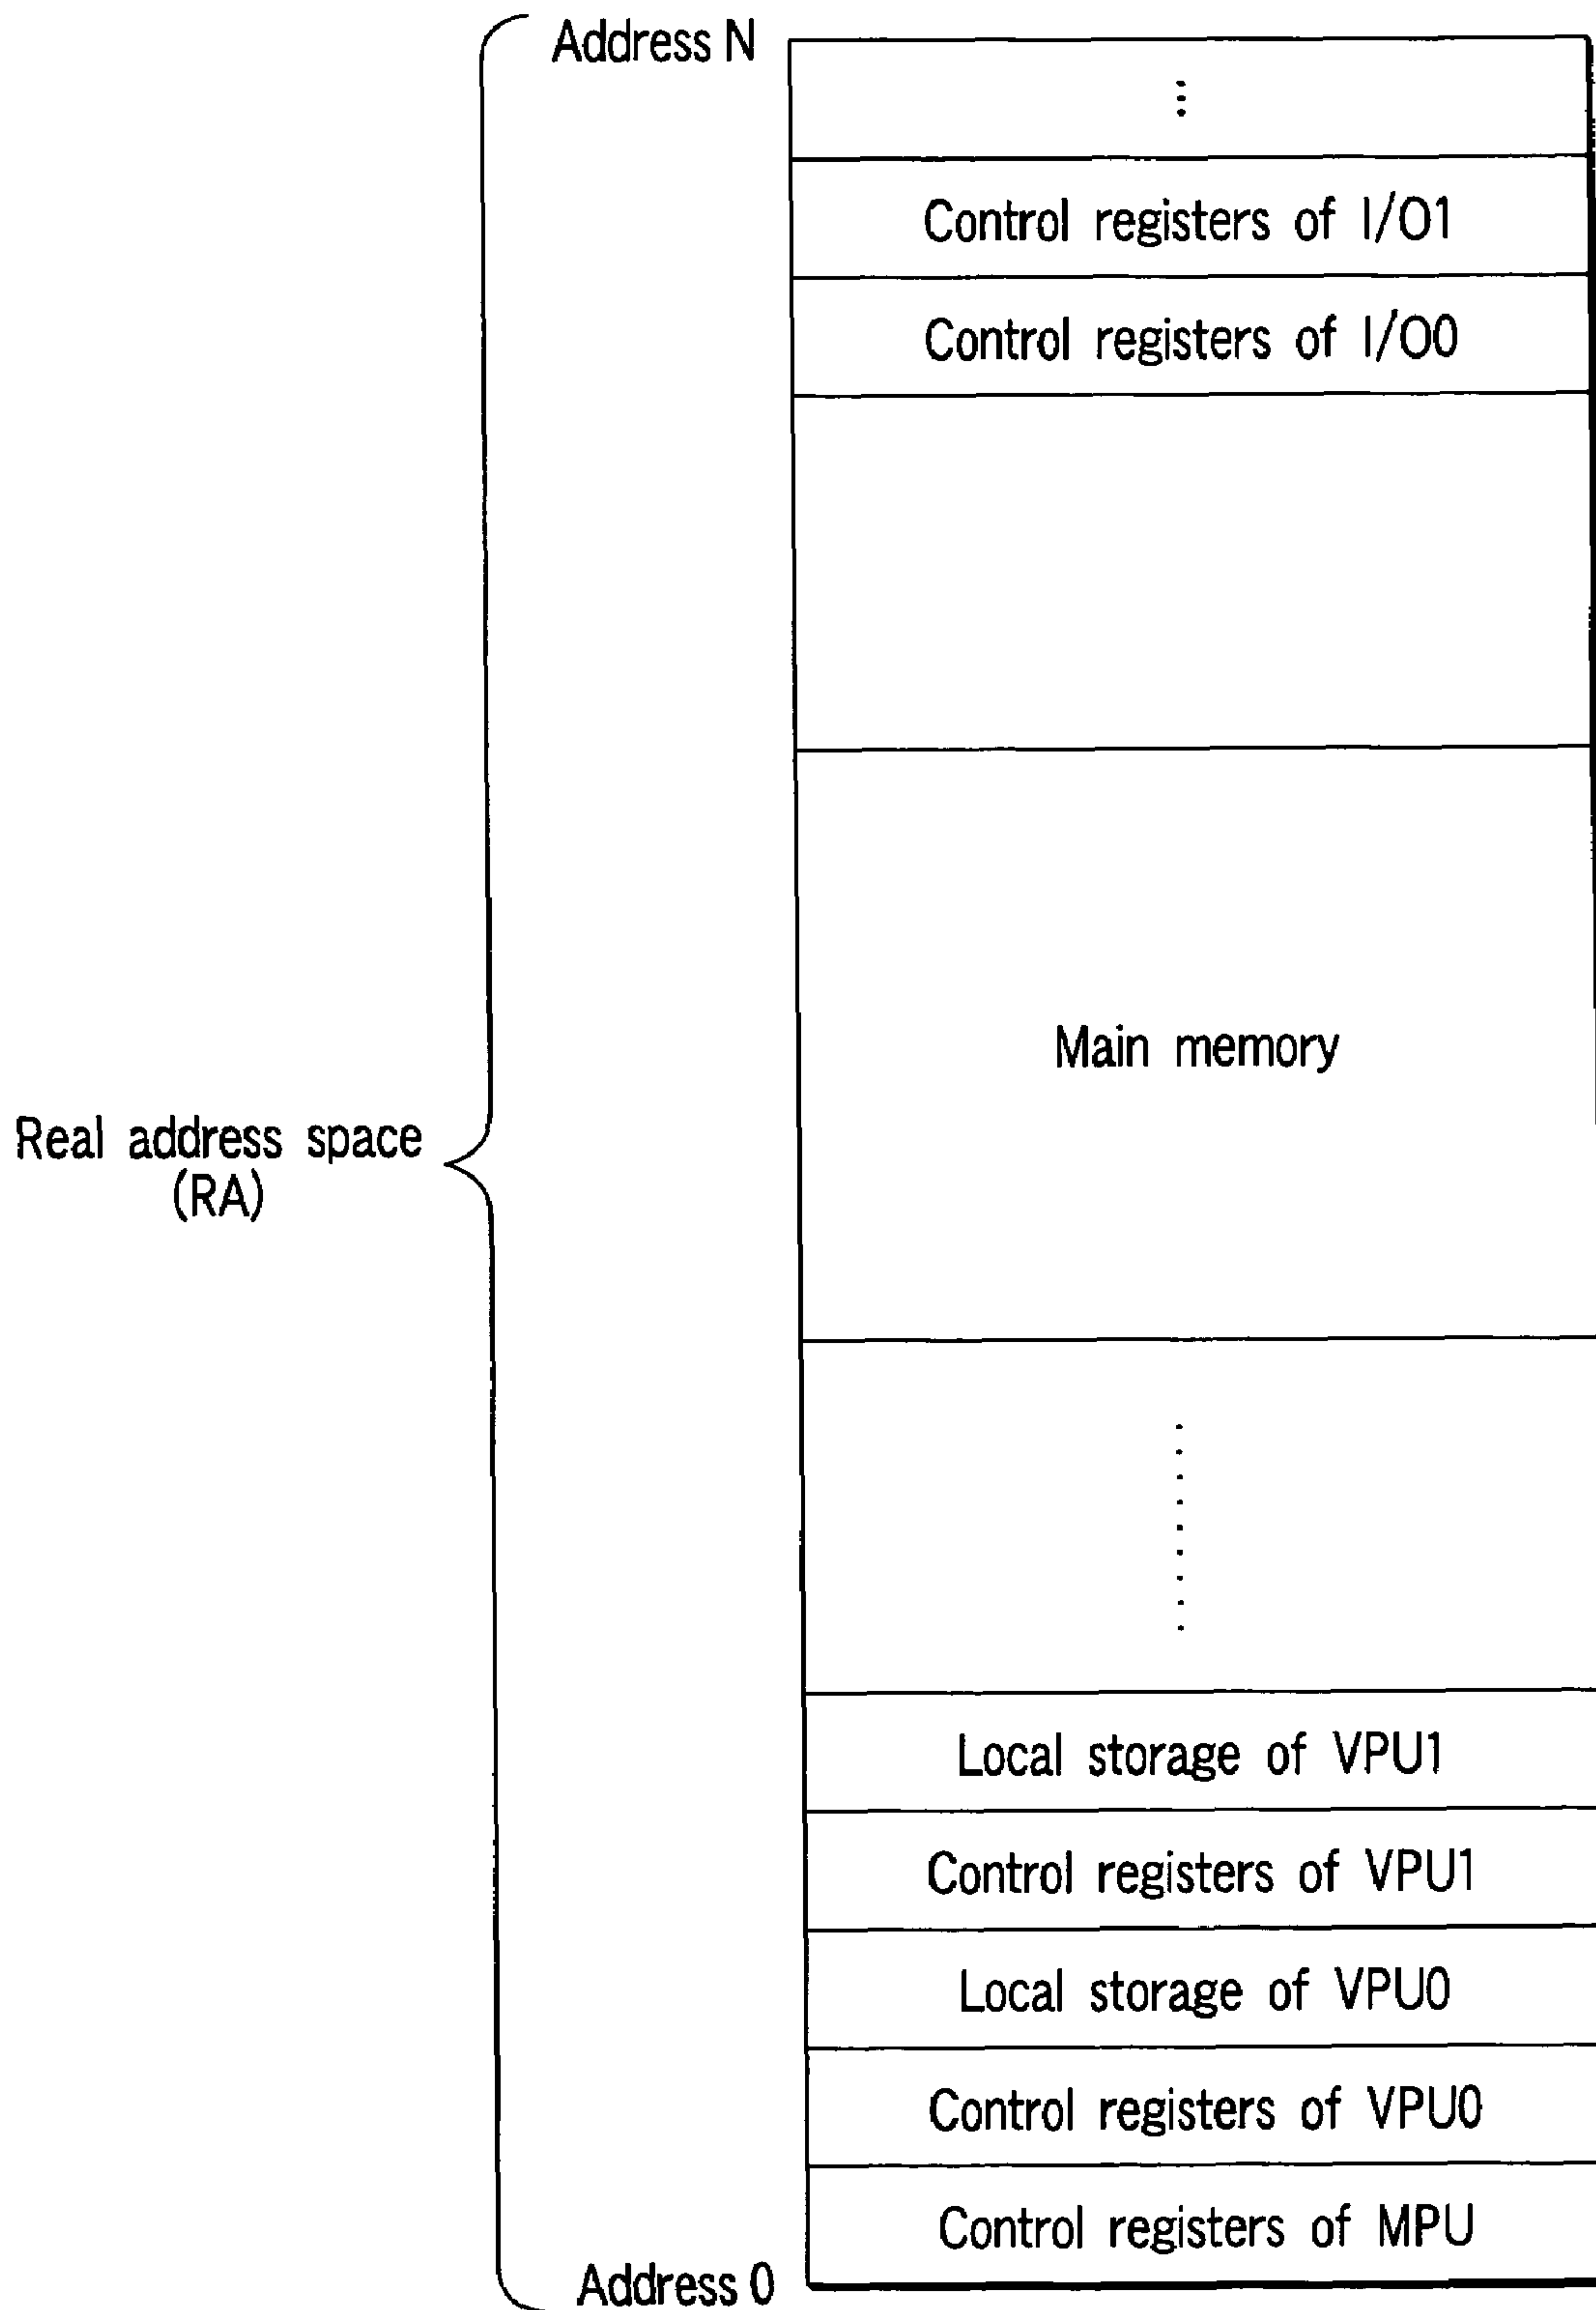 Address N
⋮
Control registers of I/O1
Control registers of I/O0
Main memory
Real address space
(RA)
Local storage of VPU1
Control registers of VPU1
Local storage of VPU0
Control registers of VPU0
Control registers of MPU
Address 0